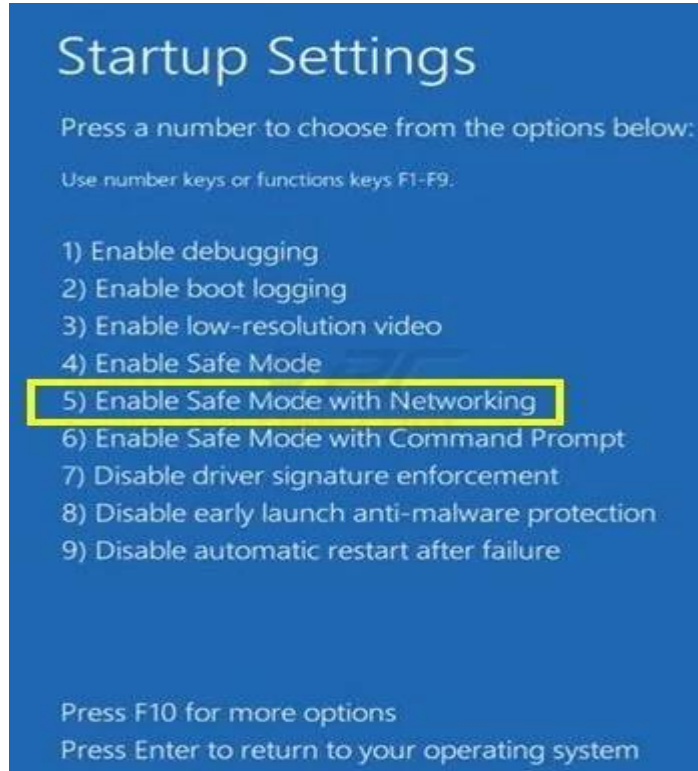 Startup Settings
Press a number to choose from the options below:
Use number keys or functions keys F1-F9.
1) Enable debugging
2) Enable boot logging
3) Enable low-resolution video
4) Enable Safe Mode
5) Enable Safe Mode with Networking
6) Enable Safe Mode with Command Prompt
7) Disable driver signature enforcement
8) Disable early launch anti-malware protection
9) Disable automatic restart after failure
Press F10 for more options
Press Enter to return to your operating system